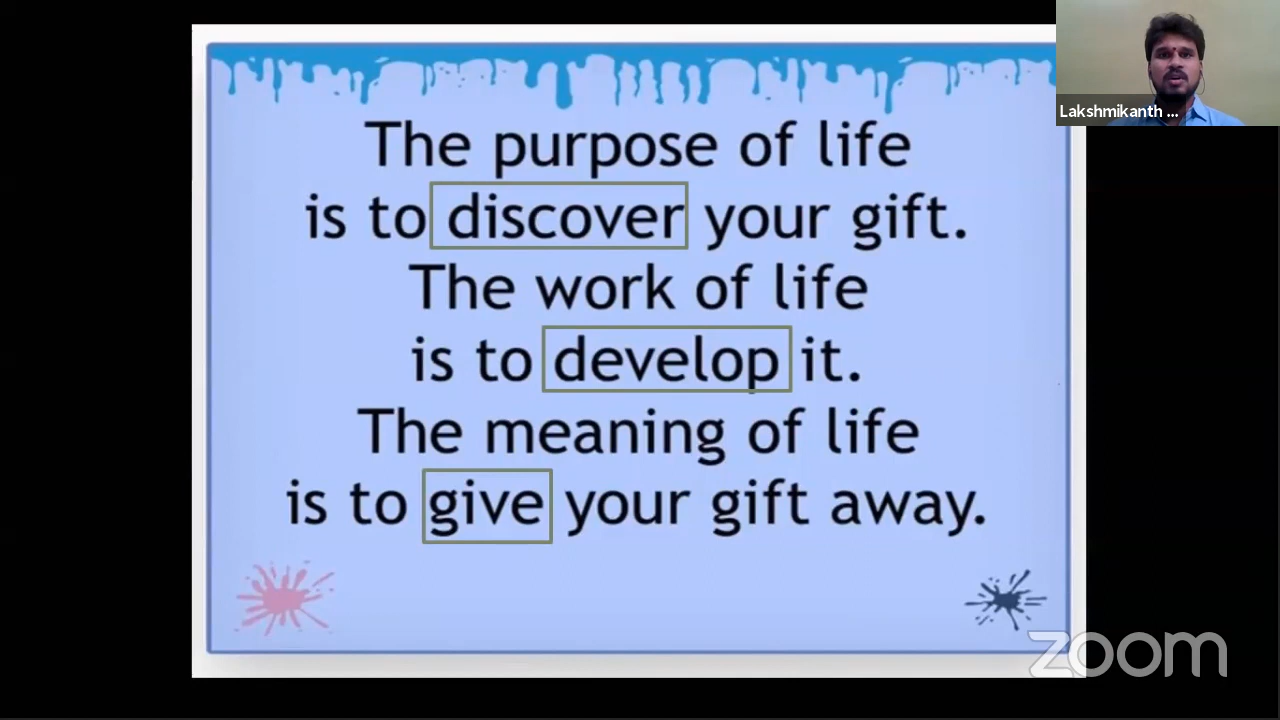 The purpose of life
is to discover your gift.
The work of life
is to develop it.
The meaning of life
is to give your gift away.
Lakshmikanth ...
zoom